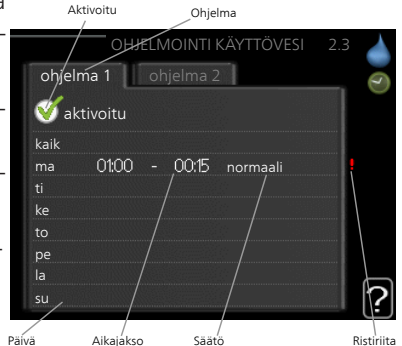 a
Aktivoitu
Ohjelma
OHJELMOINTI KÄYTTÖVESI 2.3
ohjelma 1 ohjelma 2
aktivoitu
kaik
ma 01:00 - 00:15 normaali !
ti
ke
to
pe
la
su
?
Päivä Aikajakso Säätö Ristiriita